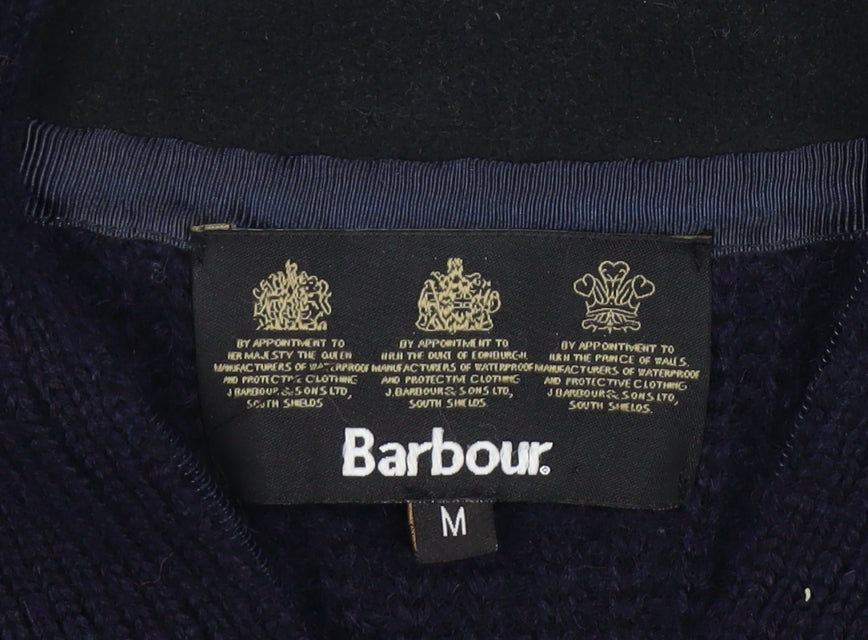 BY APPOINTMENT TO
HER MAJESTY THE QUEEN
MANUFACTURERS OF WATERPROOF
AND PROTECTIVE CLOTHING
J.BARBOUR & SONS LTD,
SOUTH SHIELDS
BY APPOINTMENT TO
H.R.H THE DUKE OF EDINBURGH
MANUFACTURERS OF WATERPROOF
AND PROTECTIVE CLOTHING
J.BARBOUR & SONS LTD,
SOUTH SHIELDS
BY APPOINTMENT TO
H.R.H THE PRINCE OF WALES.
MANUFACTURERS OF WATERPROOF
AND PROTECTIVE CLOTHING
J.BARBOUR & SONS LTD,
SOUTH SHIELDS.
Barbour®
M